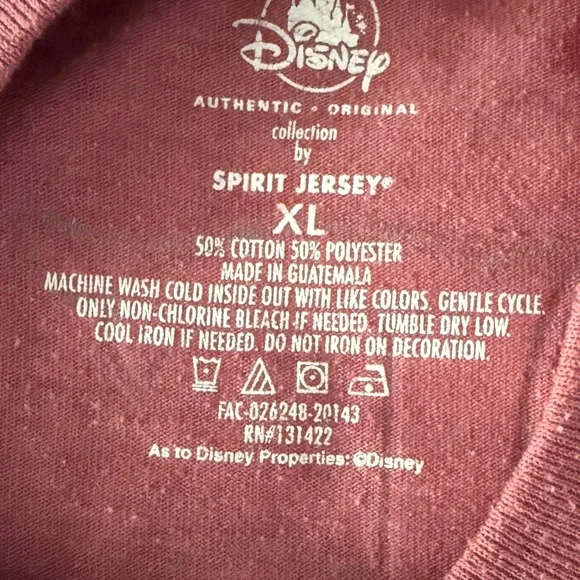 Disney
AUTHENTIC • ORIGINAL
collection
by
SPIRIT JERSEY®
XL
50% COTTON 50% POLYESTER
MADE IN GUATEMALA
MACHINE WASH COLD INSIDE OUT WITH LIKE COLORS. GENTLE CYCLE.
ONLY NON-CHLORINE BLEACH IF NEEDED. TUMBLE DRY LOW.
COOL IRON IF NEEDED. DO NOT IRON ON DECORATION.
FAC-026248-20143
RN#131422
As to Disney Properties: ©Disney